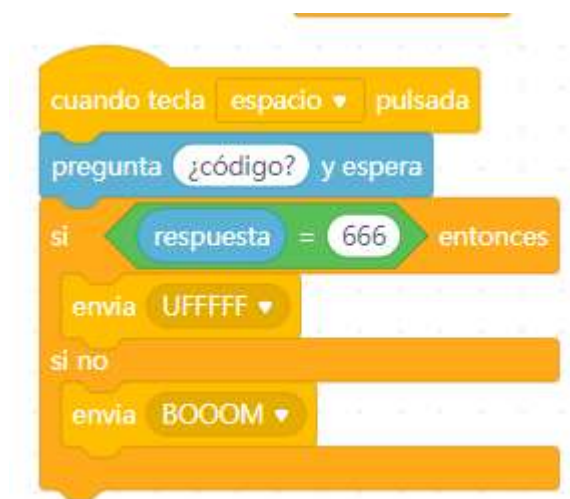 cuando tecla espacio pulsada
pregunta ¿código? y espera
si respuesta = 666 entonces
envia UFFFFF
si no
envia BOOOM